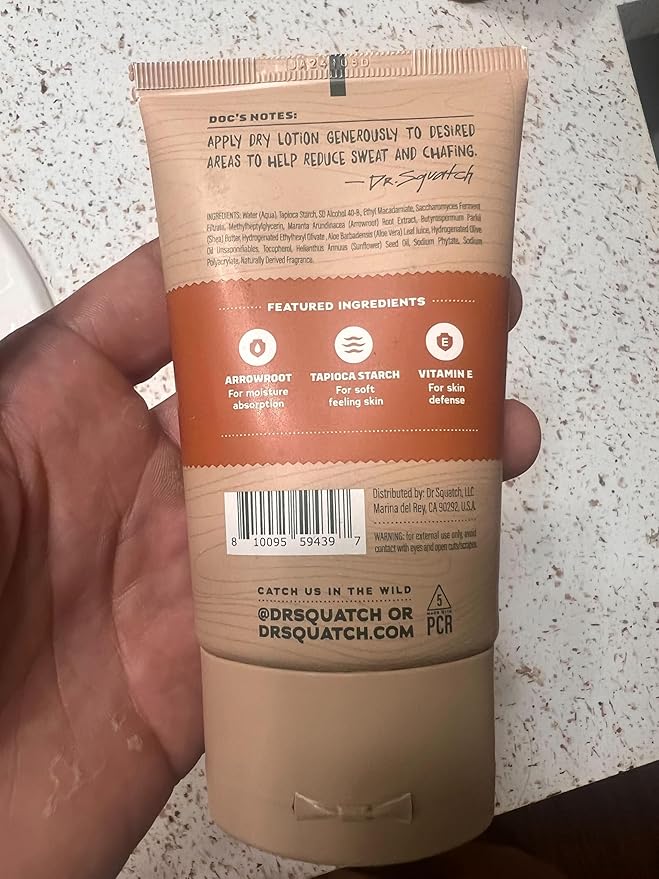 DOC'S NOTES:
APPLY DRY LOTION GENEROUSLY TO DESIRED
AREAS TO HELP REDUCE SWEAT AND CHAFING.
—Dr. Squatch
INGREDIENTS: Water (Aqua), Tapioca Starch, SD Alcohol 40-B, Ethyl Macadamiate, Saccharomyces Ferment
Filtrate, Methylheptylglycerin, Maranta Arundinacea (Arrowroot) Root Extract, Butyrospermum Parkii
(Shea) Butter, Hydrogenated Ethylhexyl Olivate, Aloe Barbadensis (Aloe Vera) Leaf Juice, Hydrogenated Olive
Oil Unsaponifiables, Tocopherol, Helianthus Annuus (Sunflower) Seed Oil, Sodium Phytate, Sodium
Polyacrylate, Naturally Derived Fragrance.
FEATURED INGREDIENTS
E
ARROWROOT TAPIOCA STARCH VITAMIN E
For moisture For soft For skin
absorption feeling skin defense
Distributed by: Dr Squatch, LLC
Marina del Rey, CA 90292, U.S.A.
WARNING: for external use only, avoid
contact with eyes and open cuts/scrapes.
8 10095 59439 7
CATCH US IN THE WILD
@DRSQUATCH OR
DRSQUATCH.COM
5
MADE WITH
PCR